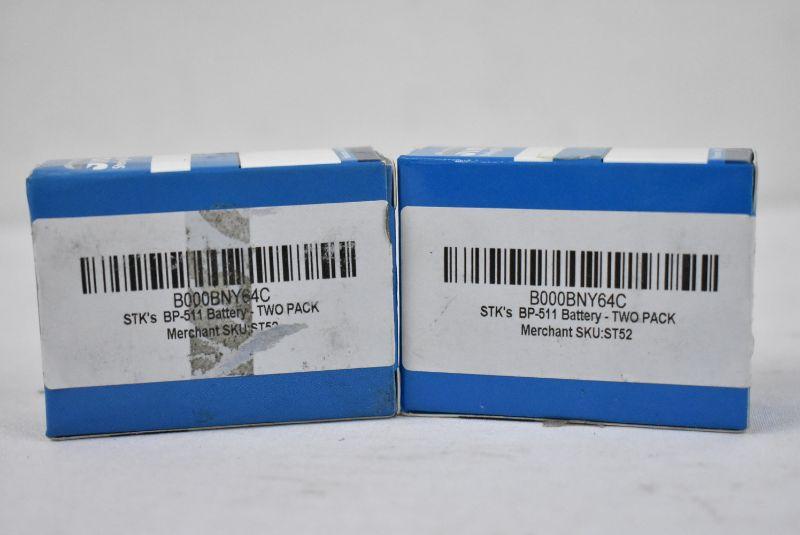 B000BNY64C
STK's BP-511 Battery - TWO PACK
Merchant SKU:ST52
B000BNY64C
STK's BP-511 Battery - TWO PACK
Merchant SKU:ST52